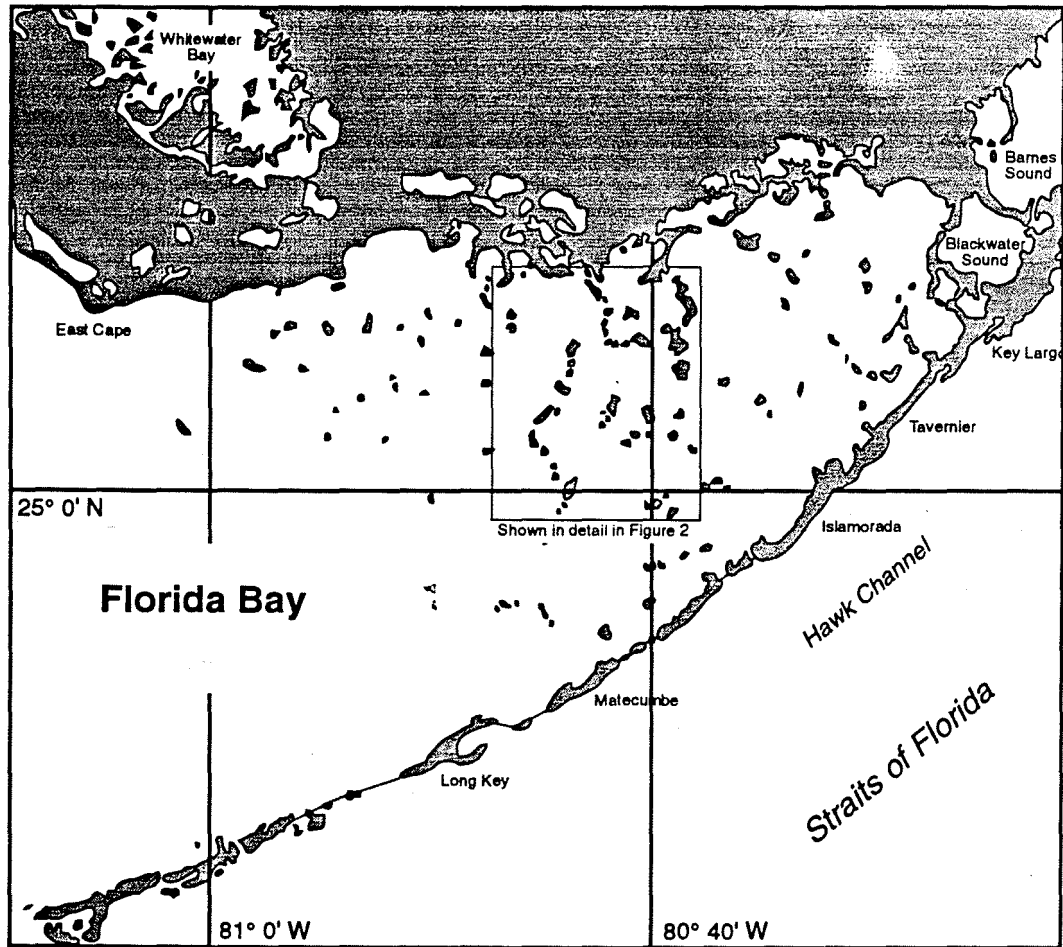 Whitewater
Bay
Barnes
Sound
Blackwater
Sound
East Cape
Key Largo
Tavernier
25° 0' N
Islamorada
Shown in detail in Figure 2
Hawk Channel
Florida Bay
Matecumbe
Straits of Florida
Long Key
81° 0' W
80° 40' W